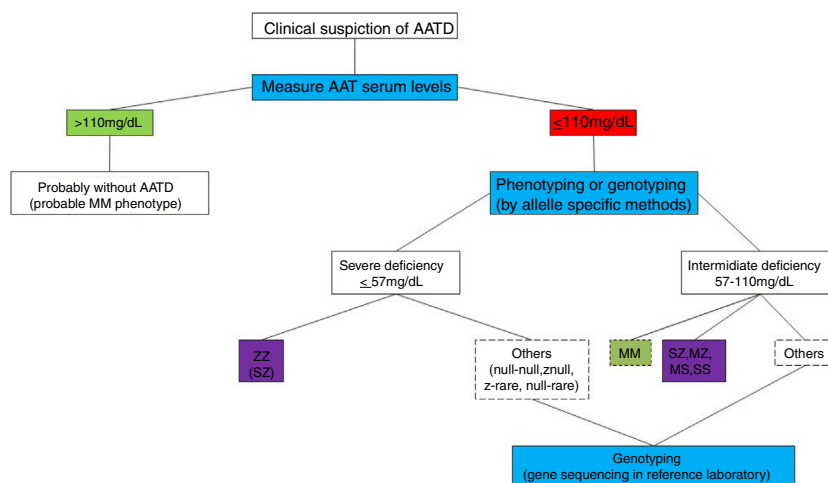 Clinical suspicion of AATD
Measure AAT serum levels
>110mg/dL
≤110mg/dL
Probably without AATD
(probable MM phenotype)
Phenotyping or genotyping
(by allelle specific methods)
Severe deficiency
≤ 57mg/dL
Intermidiate deficiency
57-110mg/dL
ZZ
(SZ)
Others
(null-null,znull,
z-rare, null-rare)
MM
SZ,MZ,
MS,SS
Others
Genotyping
(gene sequencing in reference laboratory)